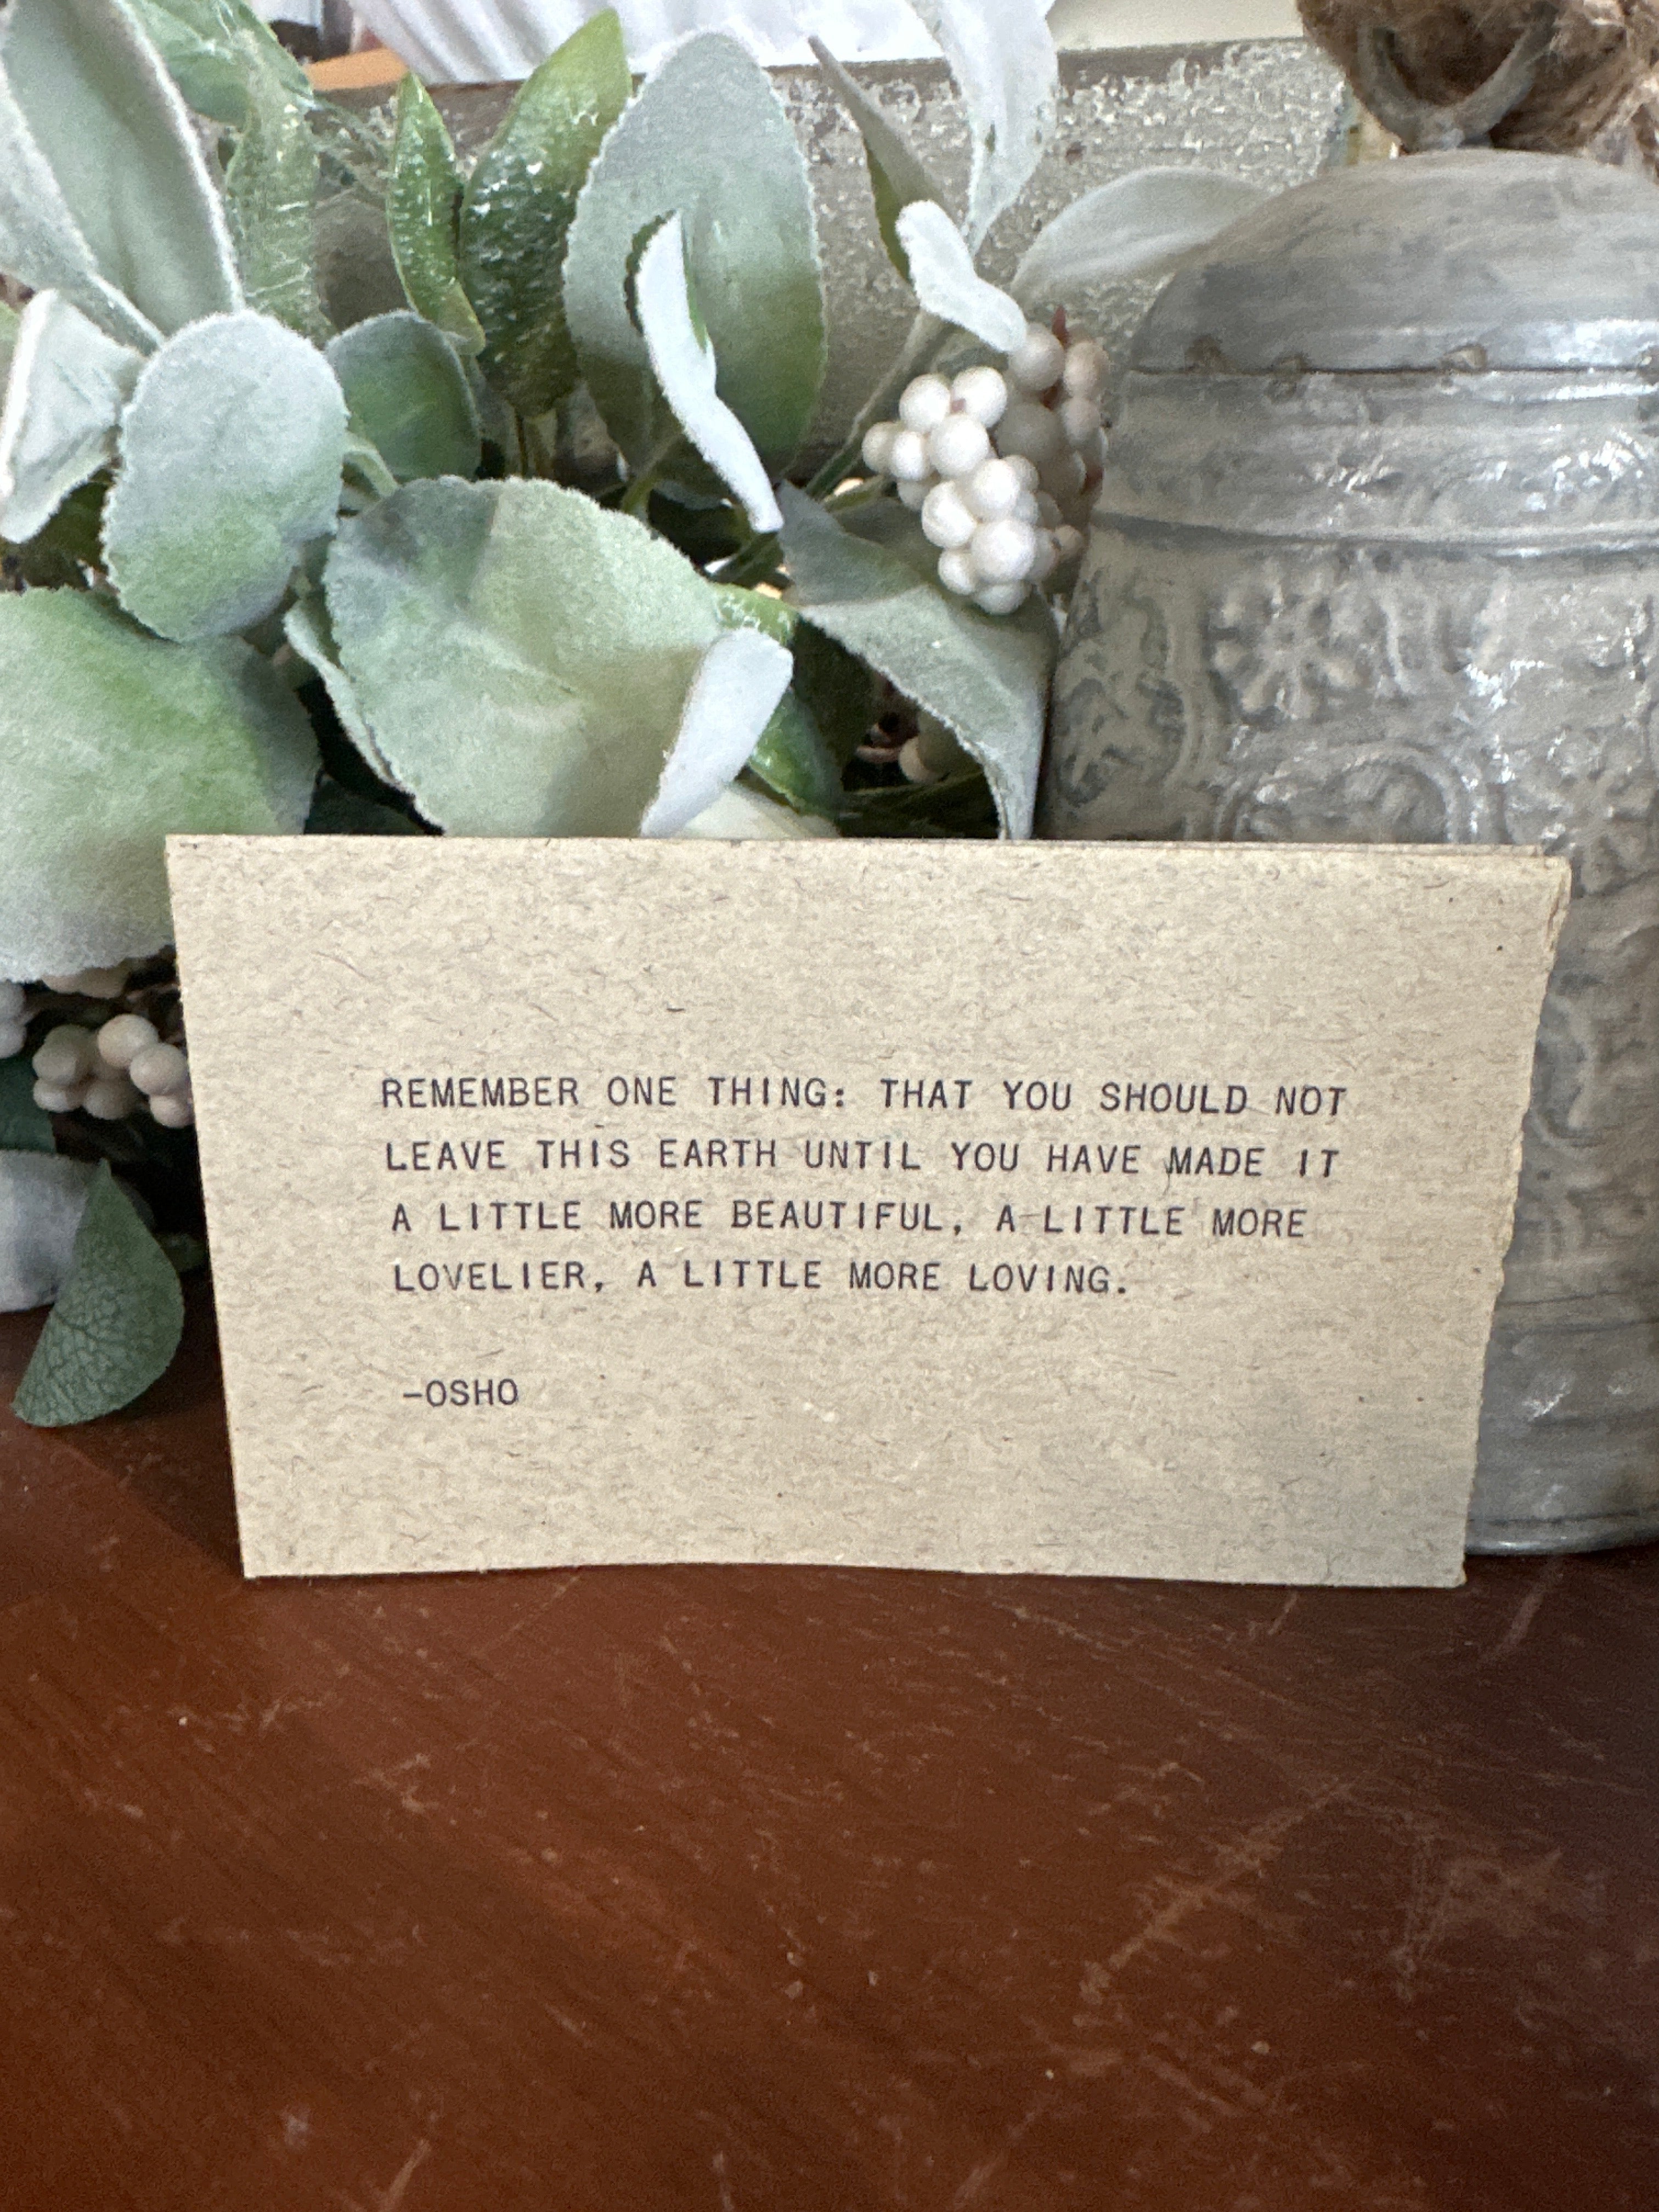 REMEMBER ONE THING: THAT YOU SHOULD NOT
LEAVE THIS EARTH UNTIL YOU HAVE MADE IT
A LITTLE MORE BEAUTIFUL, A LITTLE MORE
LOVELIER, A LITTLE MORE LOVING.
-OSHO